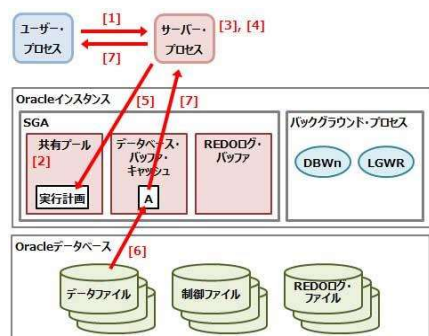 ユーザー・
プロセス
[1]
[7]
サーバー・
プロセス
[3], [4]
Oracleインスタンス
[5]
[7]
SGA
共有プール
[2]
実行計画
データベース・
バッファ・
キャッシュ
A
REDOログ・
バッファ
バックグラウンド・プロセス
DBWn
LGWR
Oracleデータベース
[6]
データファイル
制御ファイル
REDOログ・
ファイル